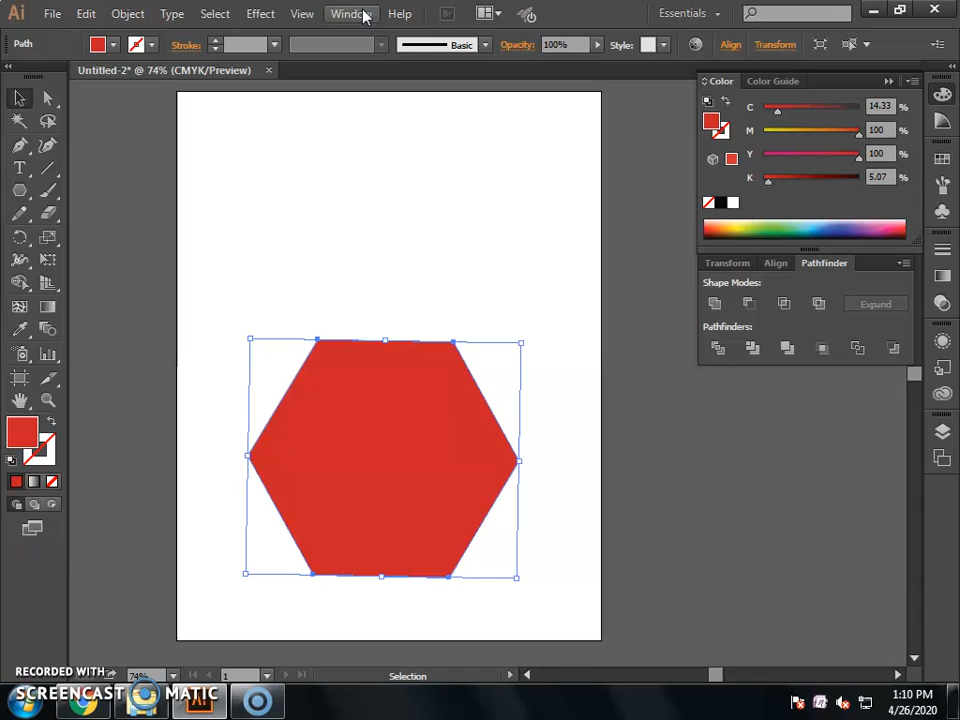 Ai File Edit Object Type Select Effect View Window Help Br Essentials
Path Stroke: Basic Opacity: 100% Style: Align Transform
Untitled-2* @ 74% (CMYK/Preview) ×
Color Color Guide
C 14.33 %
M 100 %
Y 100 %
K 5.07 %
Transform Align Pathfinder
Shape Modes:
Expand
Pathfinders:
74% 1 Selection
RECORDED WITH
SCREENCAST MATIC
Ai
1:10 PM
4/26/2020